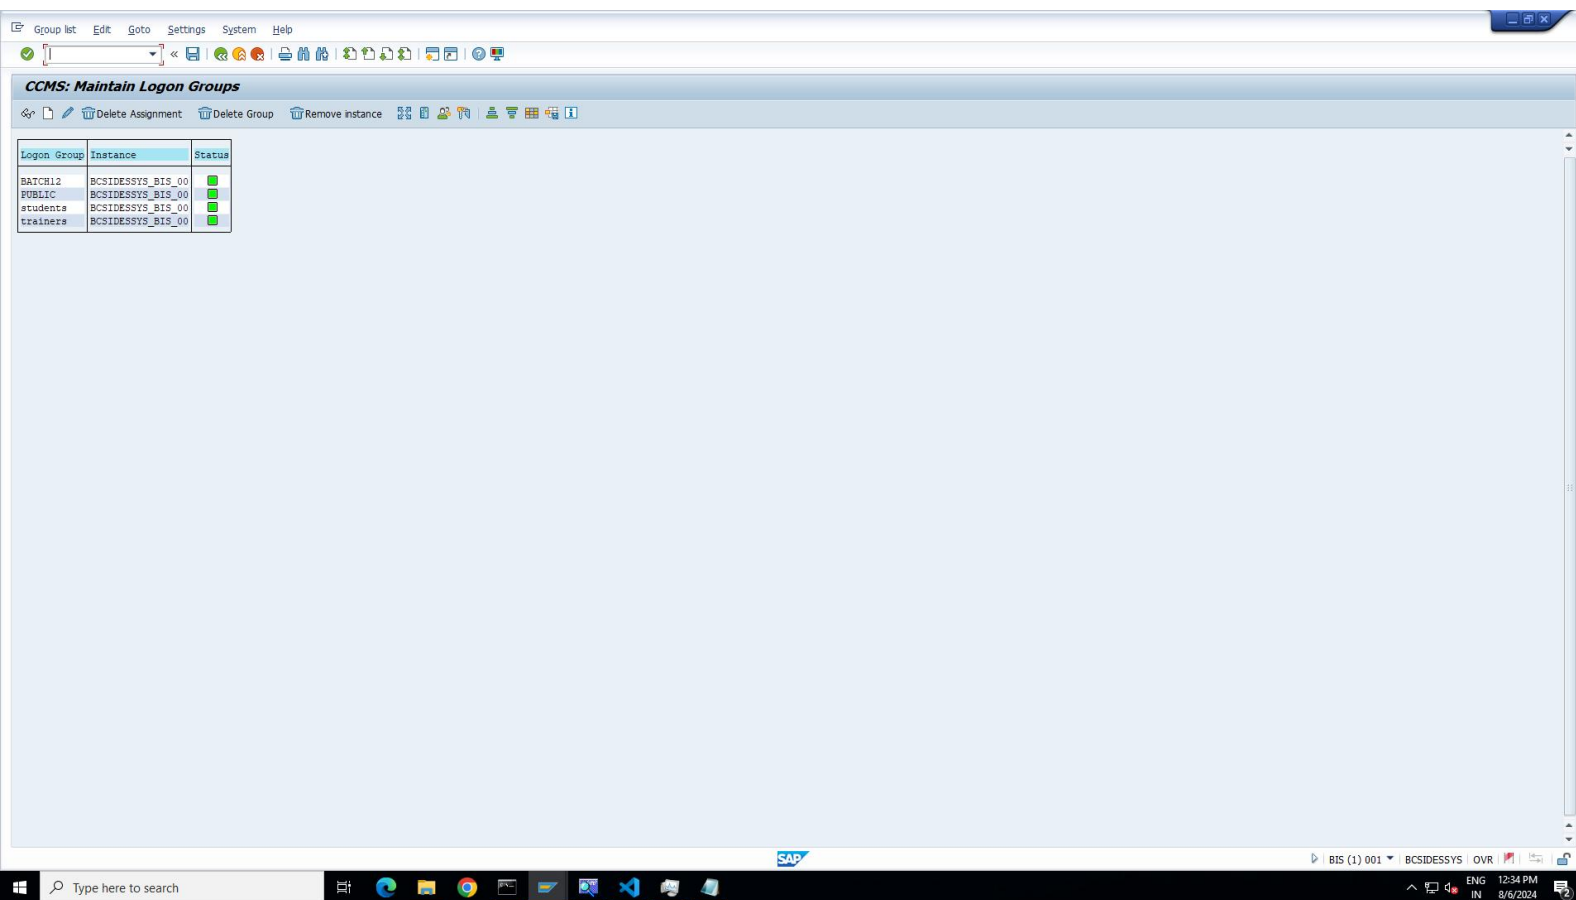 Group list Edit Goto Settings System Help
CCMS: Maintain Logon Groups
Delete Assignment Delete Group Remove instance
Logon Group Instance Status
BATCH12 BCSIDESSYS_BIS_00
PUBLIC BCSIDESSYS_BIS_00
students BCSIDESSYS_BIS_00
trainers BCSIDESSYS_BIS_00
SAP
BIS (1) 001 BCSIDESSYS OVR
Type here to search
ENG 12:34 PM
IN 8/6/2024
2